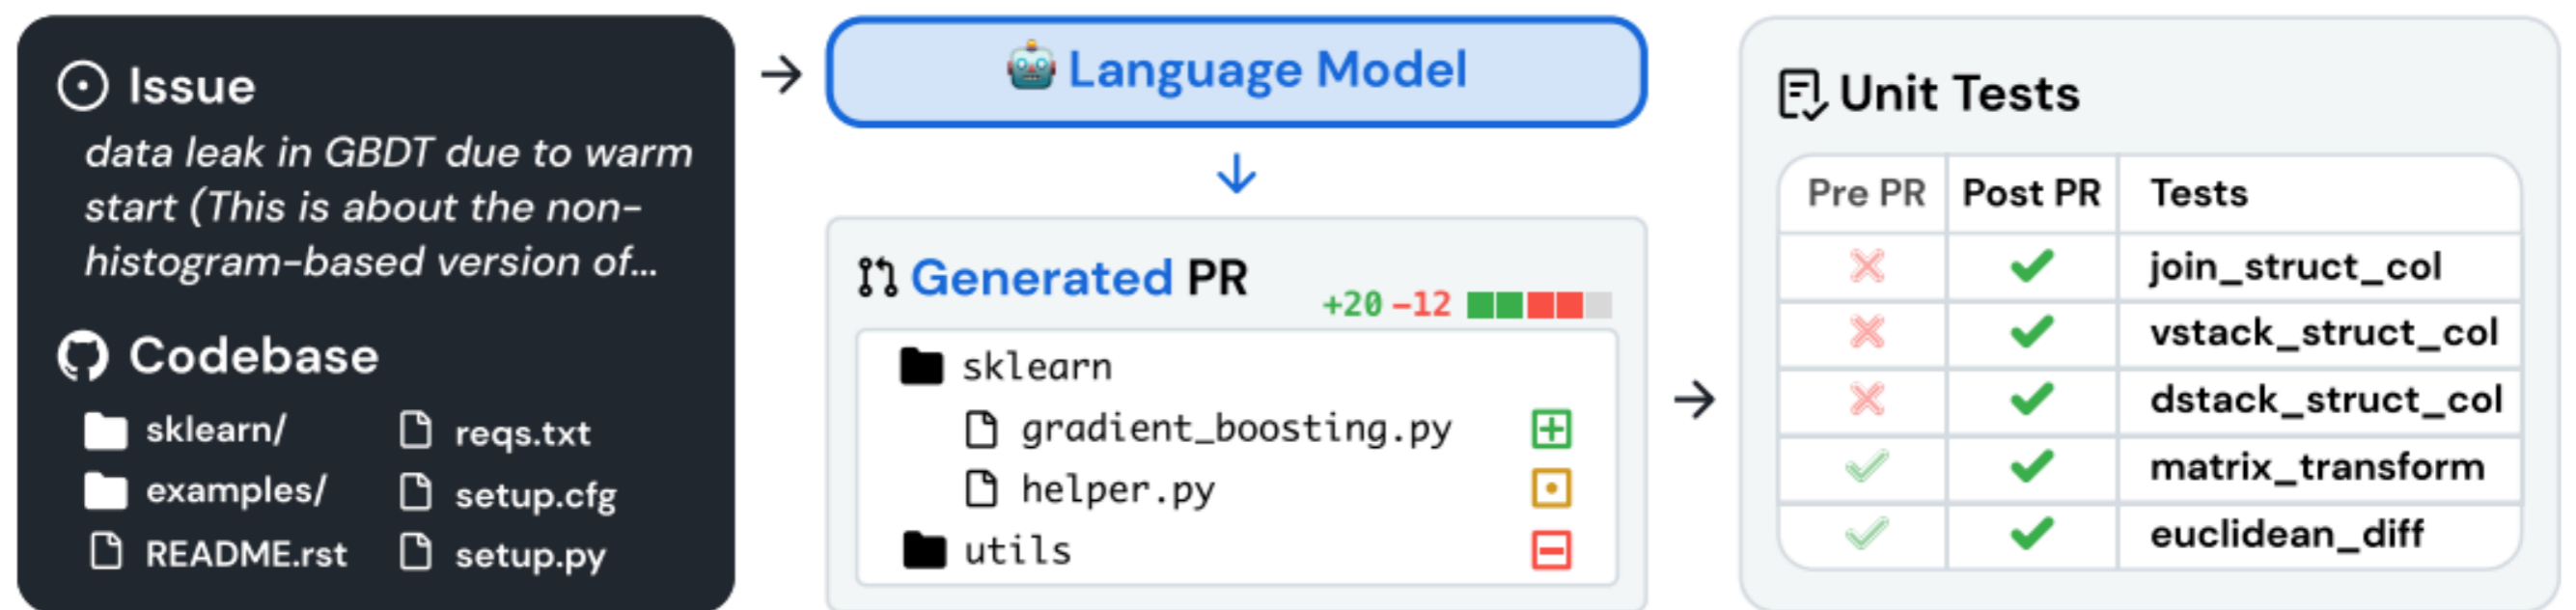 Issue
data leak in GBDT due to warm
start (This is about the non-
histogram-based version of...
Codebase
sklearn/
reqs.txt
examples/
setup.cfg
README.rst
setup.py
Language Model
Generated PR
+20 -12
sklearn
gradient_boosting.py
helper.py
utils
Unit Tests
Pre PR Post PR Tests
join_struct_col
vstack_struct_col
dstack_struct_col
matrix_transform
euclidean_diff